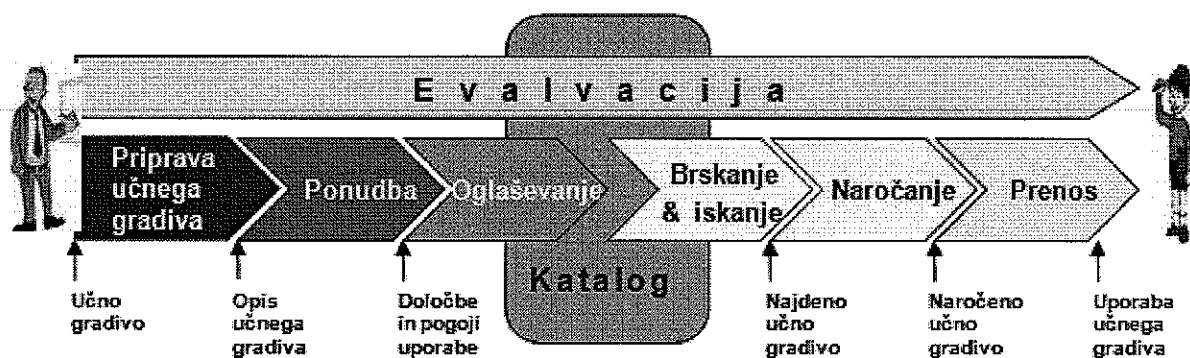 Evalvacija
Priprava
učnega
gradiva
Ponudba
Oglaševanje
Brskanje
& iskanje
Naročanje
Prenos
Katalog
Učno
gradivo
Opis
učnega
gradiva
Določbe
in pogoji
uporabe
Najdeno
učno
gradivo
Naročeno
učno
gradivo
Uporaba
učnega
gradiva